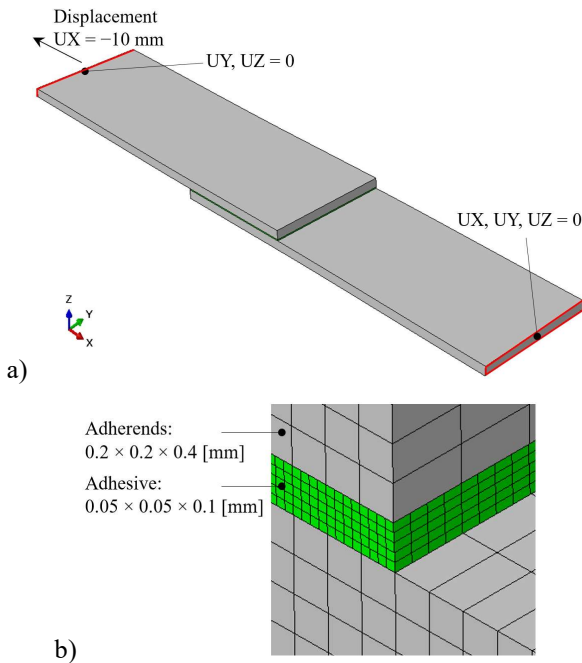 Displacement
UX = −10 mm
UY, UZ = 0
UX, UY, UZ = 0
Z
Y
X
a)
Adherends:
0.2 × 0.2 × 0.4 [mm]
Adhesive:
0.05 × 0.05 × 0.1 [mm]
b)